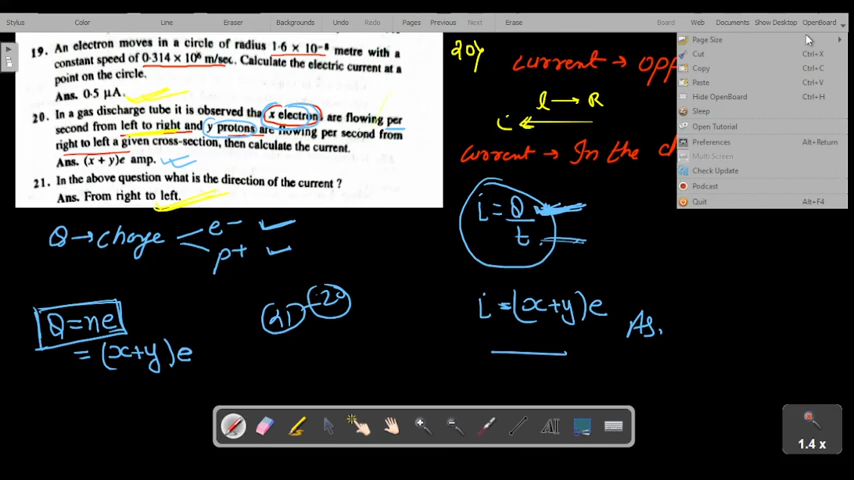 Style Colour Line Eraser Backgrounds Undo Redo Pages Previous Next Erase Board Web Documents Show Desktop OpenBoard
19. An electron moves in a circle of radius 1·6 × 10⁻⁸ metre with a
constant speed of 0·314 × 10⁶ m/sec. Calculate the electric current at a
point on the circle.
Ans. 0·5 μA.
20. In a gas discharge tube it is observed tha x electron are flowing per
second from left to right and y protons are flowing per second from
right to left a given cross-section, then calculate the current.
Ans. (x + y)e amp.
21. In the above question what is the direction of the current ?
Ans. From right to left.
20)
current → opp
l → R
i ←
current → In the d
Page Size
Cut Ctrl+X
Copy Ctrl+C
Paste Ctrl+V
Hide OpenBoard Ctrl+H
Sleep
Open Tutorial
Preferences Alt+Return
Multi Screen
Check Update
Podcast
Quit Alt+F4
Q → charge e-
p+
i = Q/t
Q=ne
= (x+y)e
21) 20
i = (x+y)e
As.
1.4 x